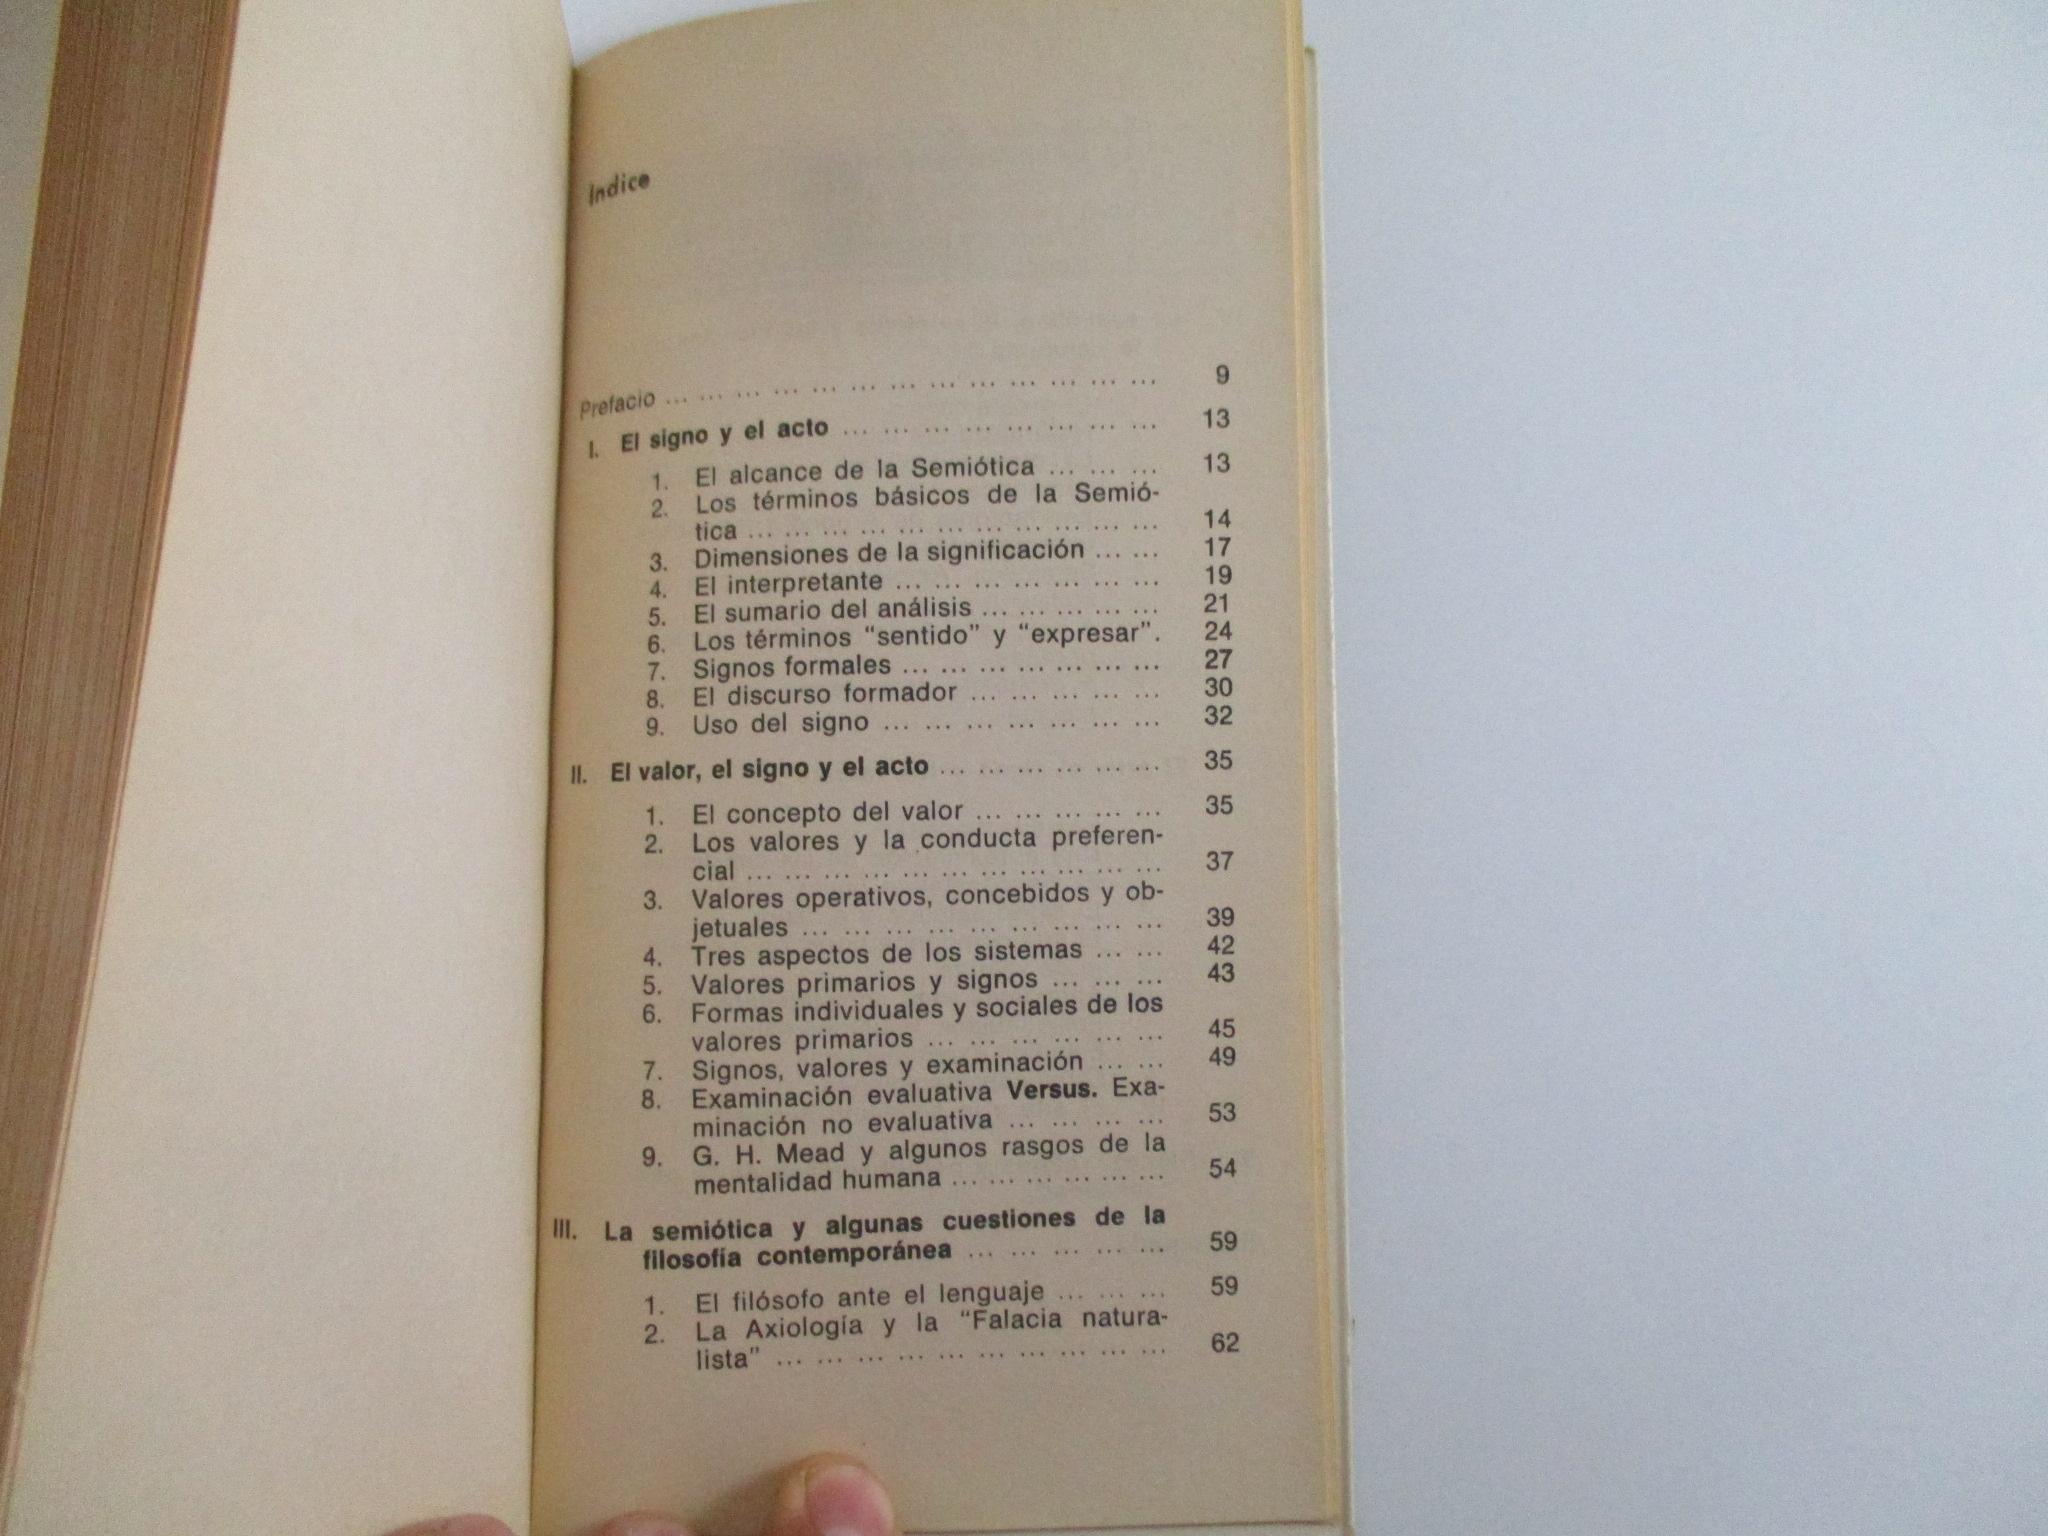 Indice
Prefacio ... ... ... ... ... ... ... ... ... ... ... ... ... 9
I. El signo y el acto ... ... ... ... ... ... ... ... 13
1. El alcance de la Semiótica ... ... ... 13
2. Los términos básicos de la Semió-
tica ... ... ... ... ... ... ... ... ... ... ... 14
3. Dimensiones de la significación ... ... 17
4. El interpretante ... ... ... ... ... ... ... 19
5. El sumario del análisis ... ... ... ... ... 21
6. Los términos "sentido" y "expresar". 24
7. Signos formales ... ... ... ... ... ... ... 27
8. El discurso formador ... ... ... ... ... 30
9. Uso del signo ... ... ... ... ... ... ... 32
II. El valor, el signo y el acto ... ... ... ... ... ... 35
1. El concepto del valor ... ... ... ... ... 35
2. Los valores y la conducta preferen-
cial ... ... ... ... ... ... ... ... ... ... ... 37
3. Valores operativos, concebidos y ob-
jetuales ... ... ... ... ... ... ... ... ... 39
4. Tres aspectos de los sistemas ... ... 42
5. Valores primarios y signos ... ... ... 43
6. Formas individuales y sociales de los
valores primarios ... ... ... ... ... ... 45
7. Signos, valores y examinación ... ... 49
8. Examinación evaluativa Versus. Exa-
minación no evaluativa ... ... ... ... 53
9. G. H. Mead y algunos rasgos de la
mentalidad humana ... ... ... ... ... ... 54
III. La semiótica y algunas cuestiones de la
filosofía contemporánea ... ... ... ... ... 59
1. El filósofo ante el lenguaje ... ... ... 59
2. La Axiología y la "Falacia natura-
lista" ... ... ... ... ... ... ... ... ... ... 62